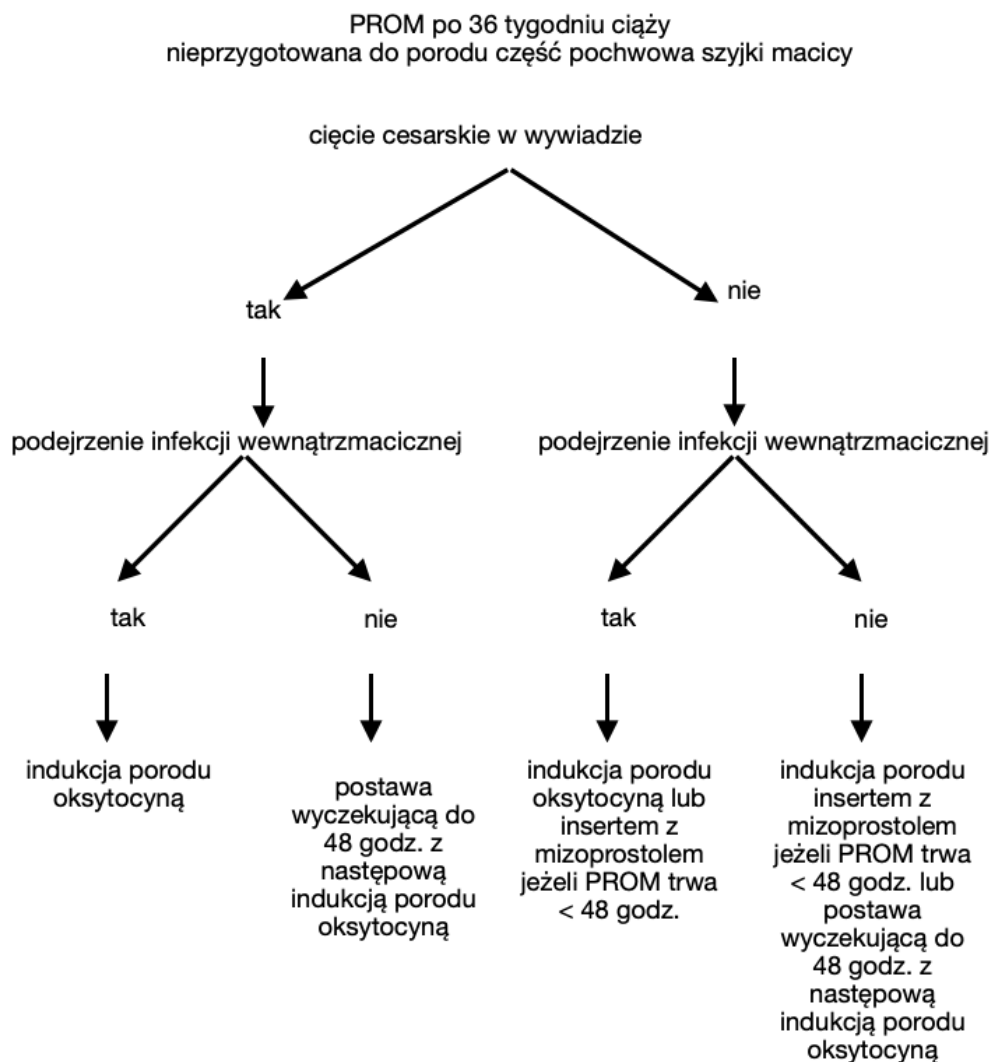 PROM po 36 tygodniu ciąży
nieprzygotowana do porodu część pochwowa szyjki macicy
cięcie cesarskie w wywiadzie
tak
nie
podejrzenie infekcji wewnątrzmacicznej
podejrzenie infekcji wewnątrzmacicznej
tak
nie
tak
nie
indukcja porodu
oksytocyną
postawa
wyczekującą do
48 godz. z
następową
indukcją porodu
oksytocyną
indukcja porodu
oksytocyną lub
insertem z
mizoprostolem
jeżeli PROM trwa
< 48 godz.
indukcja porodu
insertem z
mizoprostolem
jeżeli PROM trwa
< 48 godz. lub
postawa
wyczekującą do
48 godz. z
następową
indukcją porodu
oksytocyną